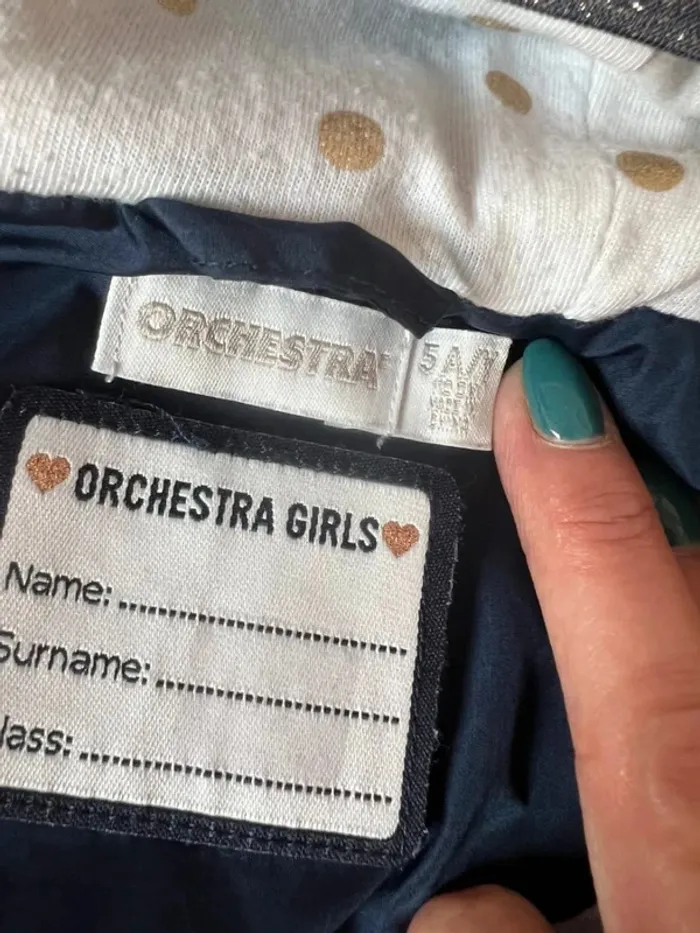 ORCHESTRA
5 A/
ORCHESTRA GIRLS
Name:
Surname:
lass: